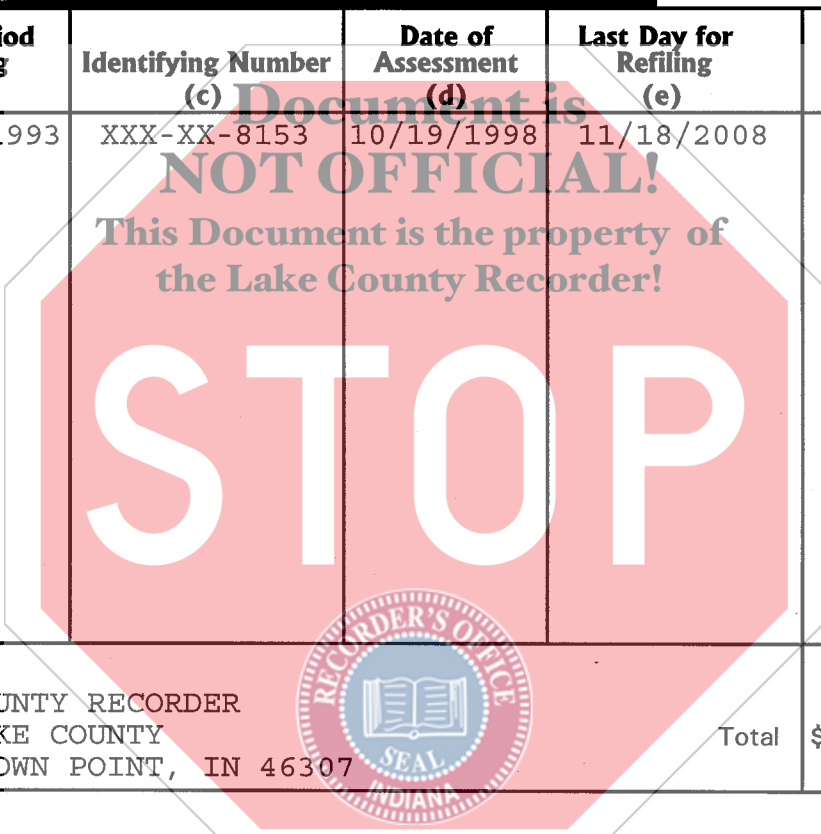 iod Date of Last Day for
g Identifying Number Assessment Refiling
(c) (d) (e)
1993 XXX-XX-8153 10/19/1998 11/18/2008
Document is
NOT OFFICIAL!
This Document is the property of
the Lake County Recorder!
STOP
RECORDER'S OFFICE
SEAL
INDIANA
UNTY RECORDER
KE COUNTY Total $
OWN POINT, IN 46307